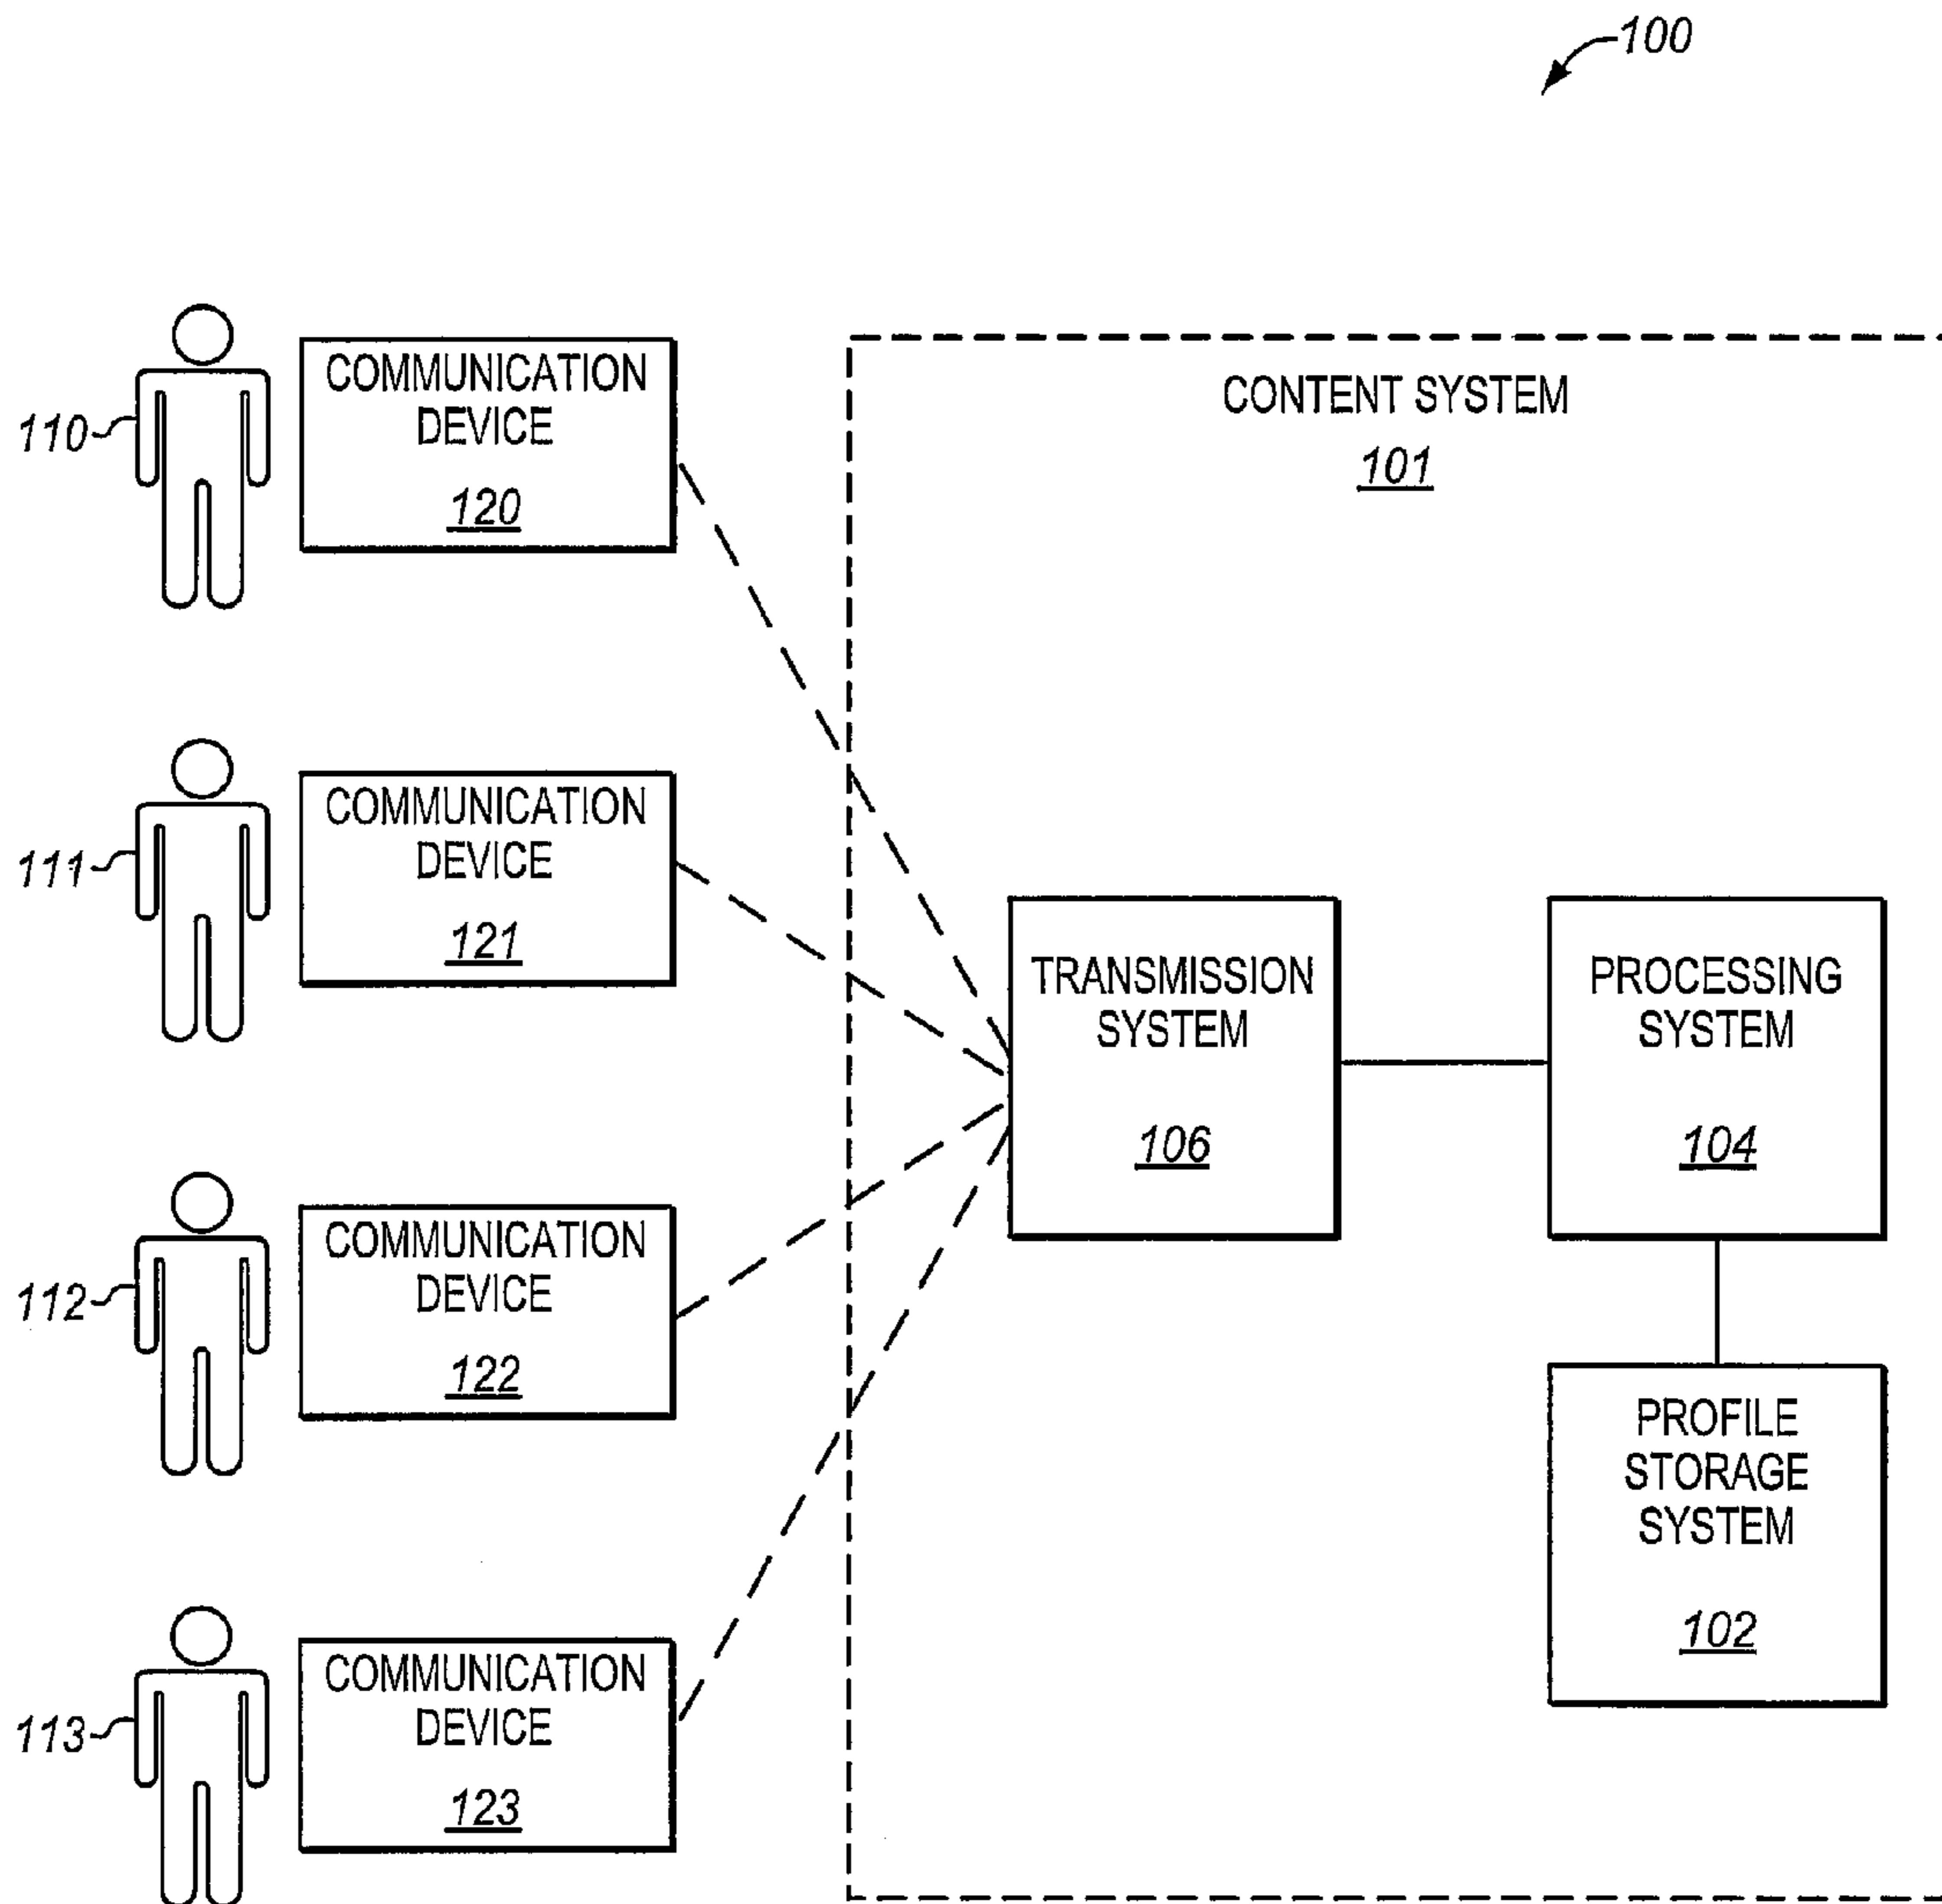 100
COMMUNICATION
DEVICE
120
110
CONTENT SYSTEM
101
COMMUNICATION
DEVICE
121
111
TRANSMISSION
SYSTEM
106
PROCESSING
SYSTEM
104
COMMUNICATION
DEVICE
122
112
PROFILE
STORAGE
SYSTEM
102
COMMUNICATION
DEVICE
123
113